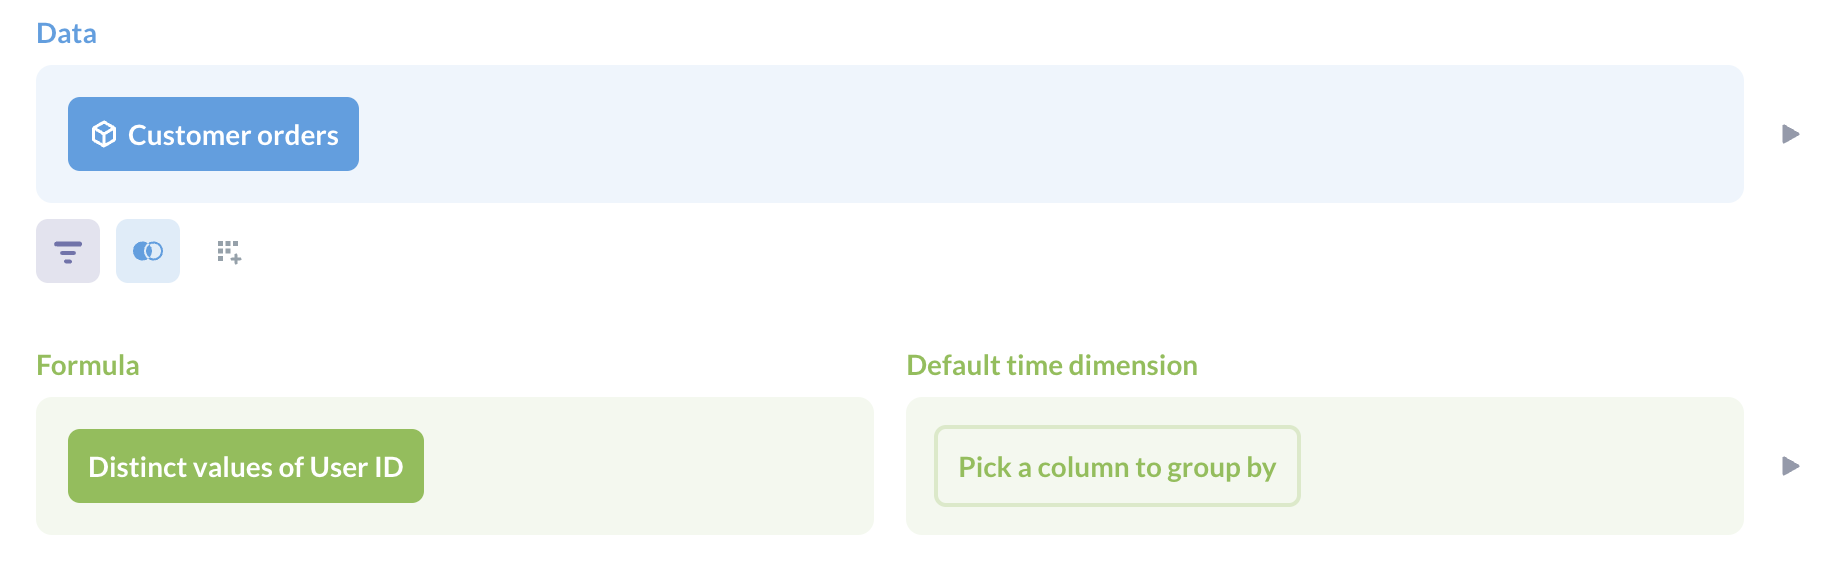 Data
Customer orders
Formula
Default time dimension
Distinct values of User ID
Pick a column to group by